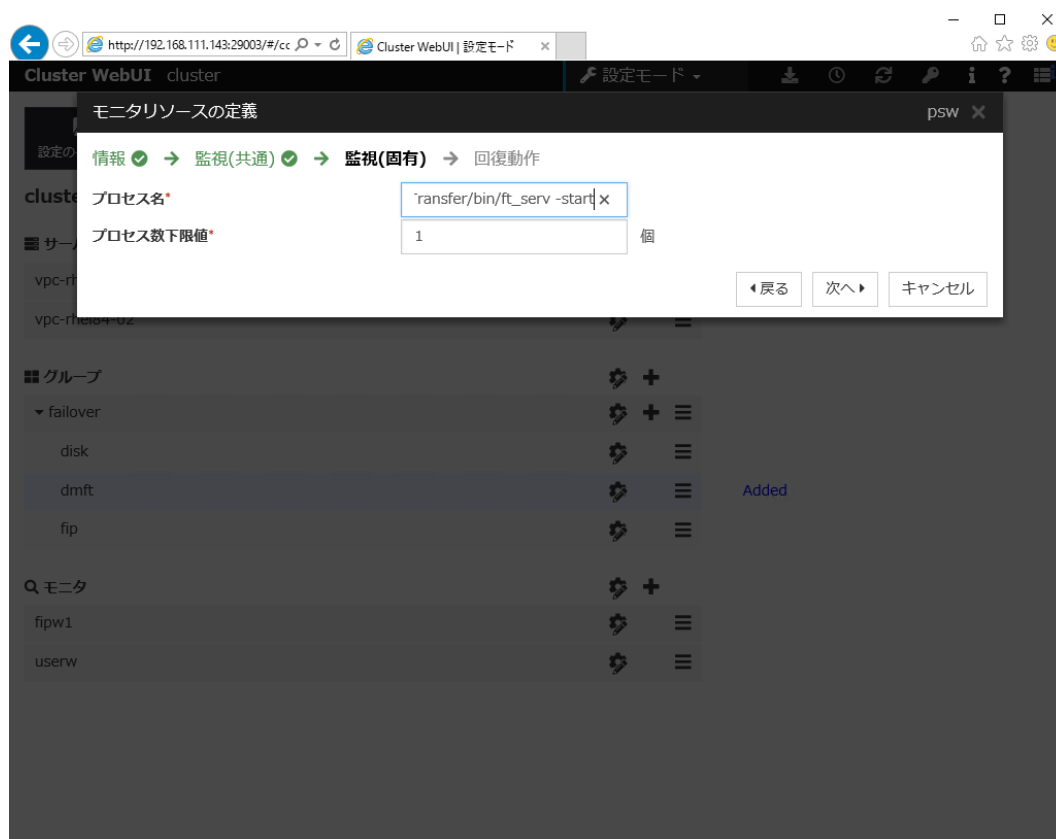 http://192.168.111.143:29003/#/cc
Cluster WebUI | 設定モード
Cluster WebUI cluster
設定モード
モニタリソースの定義
psw
設定の
情報 → 監視(共通) → 監視(固有) → 回復動作
cluste
プロセス名*
Transfer/bin/ft_serv -start
プロセス数下限値*
1
個
サー
vpc-rh
戻る 次へ キャンセル
vpc-rhel84-02
グループ
failover
disk
dmft
Added
fip
モニタ
fipw1
userw